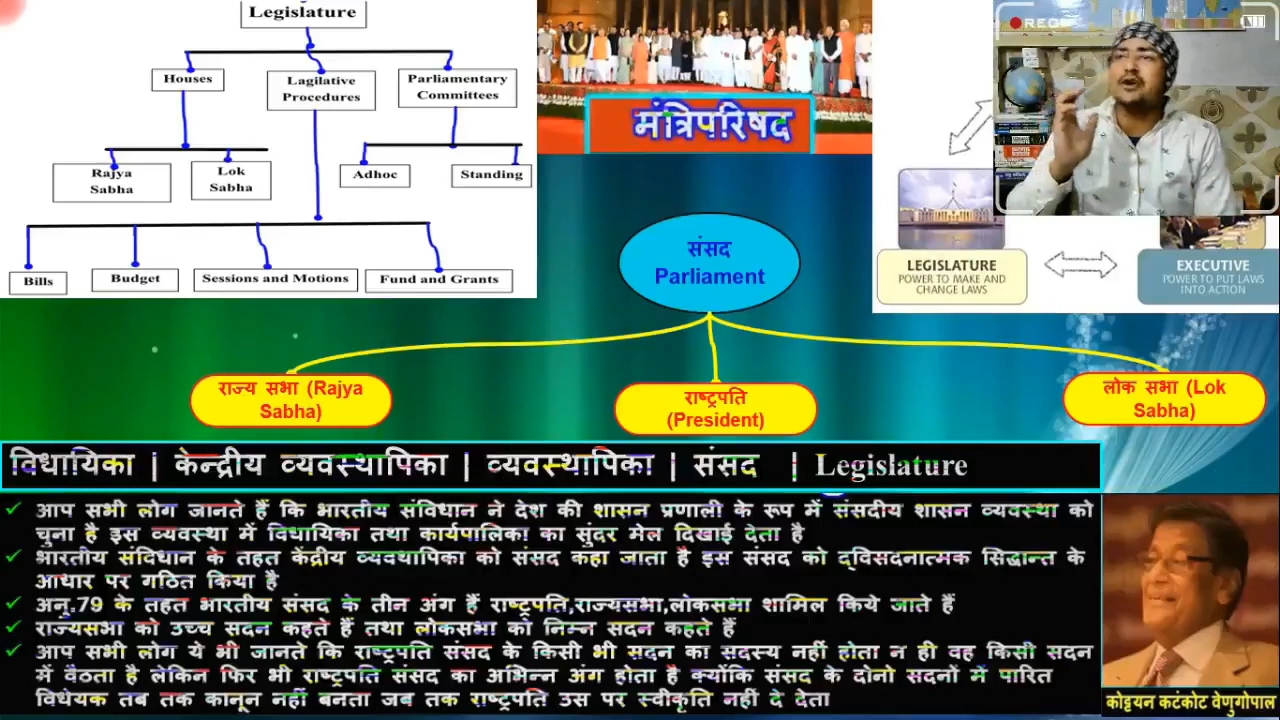 Legislature
Houses
Lagilative
Procedures
Parliamentary
Committees
Rajya
Sabha
Lok
Sabha
Adhoc
Standing
Bills
Budget
Sessions and Motions
Fund and Grants
मंत्रिपरिषद
REC
LEGISLATURE
POWER TO MAKE AND
CHANGE LAWS
EXECUTIVE
POWER TO PUT LAWS
INTO ACTION
संसद
Parliament
राज्य सभा (Rajya
Sabha)
राष्ट्रपति
(President)
लोक सभा (Lok
Sabha)
विधायिका | केन्द्रीय व्यवस्थापिका | व्यवस्थापिका | संसद | Legislature
आप सभी लोग जानते हैं कि भारतीय संविधान ने देश की शासन प्रणाली के रूप में संसदीय शासन व्यवस्था को
चुना है इस व्यवस्था में विधायिका तथा कार्यपालिका का सुंदर मेल दिखाई देता है
भारतीय संविधान के तहत केंद्रीय व्यवथापिका को संसद कहा जाता है इस संसद को द्विसदनात्मक सिद्धान्त के
आधार पर गठित किया है
अनु.79 के तहत भारतीय संसद के तीन अंग हैं राष्ट्रपति,राज्यसभा,लोकसभा शामिल किये जाते हैं
राज्यसभा को उच्च सदन कहते हैं तथा लोकसभा को निम्न सदन कहते हैं
आप सभी लोग ये भी जानते कि राष्ट्रपति संसद के किसी भी सदन का सदस्य नहीं होता न ही वह किसी सदन
में वैठता है लेकिन फिर भी राष्ट्रपति संसद का अभिन्न अंग होता है क्योंकि संसद के दोनो सदनों में पारित
विधेयक तब तक कानून नहीं बनता जब तक राष्ट्रपति उस पर स्वीकृति नहीं दे देता
कोट्टयन कटंकोट वेणुगोपाल